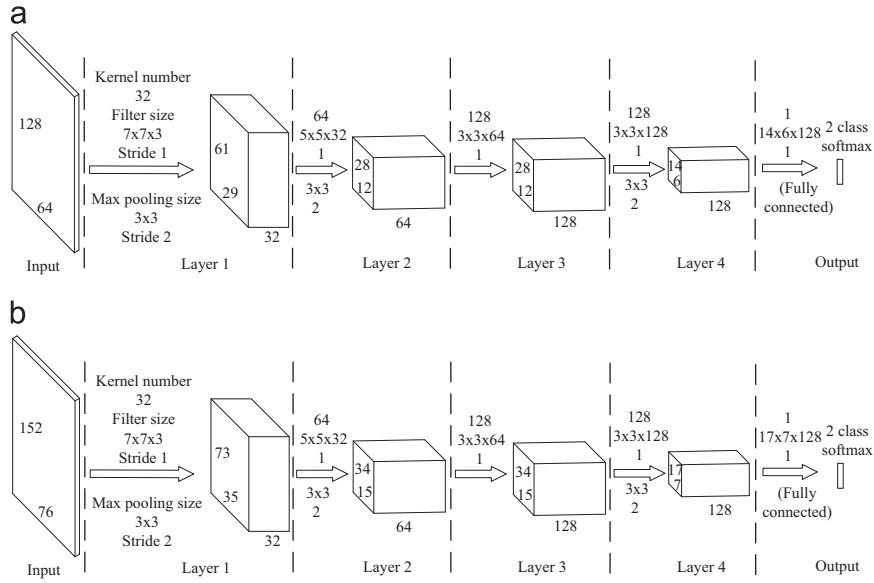 a
128
64
Input
Kernel number
32
Filter size
7x7x3
Stride 1
Max pooling size
3x3
Stride 2
61
29
32
Layer 1
64
5x5x32
1
3x3
2
28
12
64
Layer 2
128
3x3x64
1
28
12
128
Layer 3
128
3x3x128
1
3x3
2
14
6
128
Layer 4
1
14x6x128
1
(Fully
connected)
2 class
softmax
Output
b
152
76
Input
Kernel number
32
Filter size
7x7x3
Stride 1
Max pooling size
3x3
Stride 2
73
35
32
Layer 1
64
5x5x32
1
3x3
2
34
15
64
Layer 2
128
3x3x64
1
34
15
128
Layer 3
128
3x3x128
1
3x3
2
17
7
128
Layer 4
1
17x7x128
1
(Fully
connected)
2 class
softmax
Output